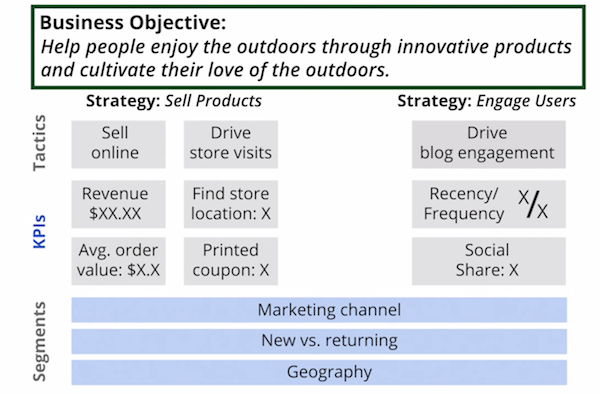 Business Objective:
Help people enjoy the outdoors through innovative products
and cultivate their love of the outdoors.
Strategy: Sell Products
Strategy: Engage Users
Tactics
Sell
online
Drive
store visits
Drive
blog engagement
KPIs
Revenue
$XX.XX
Find store
location: X
Recency/
Frequency
X/X
Avg. order
value: $X.X
Printed
coupon: X
Social
Share: X
Segments
Marketing channel
New vs. returning
Geography